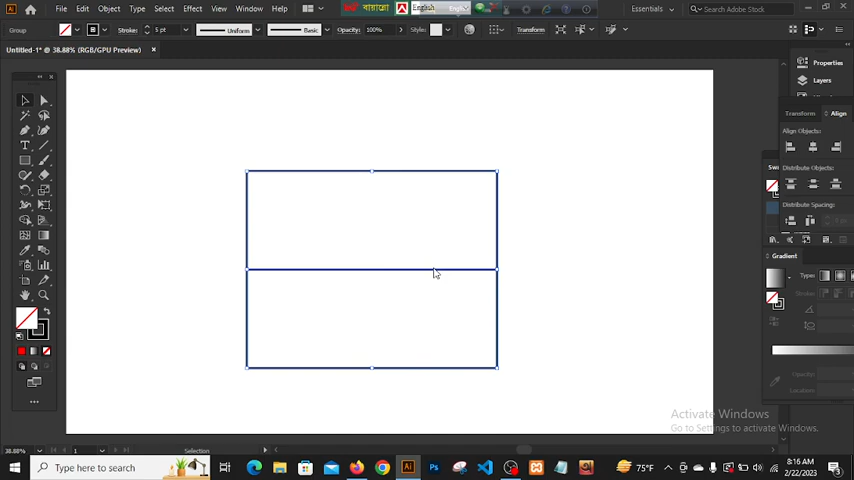 File Edit Object Type Select Effect View Window Help
বায়ান্নো English
Essentials
Search Adobe Stock
Group
Stroke: 5 pt Uniform Basic Opacity: 100% Style: Transform
Untitled-1* @ 38.88% (RGB/GPU Preview)
Properties
Layers
Transform Align
Align Objects:
Distribute Objects:
Distribute Spacing:
Gradient
Type:
Opacity:
Location:
Activate Windows
Go to Settings to activate Windows.
38.88% 1 Selection
Type here to search
75°F
8:16 AM
2/22/2023